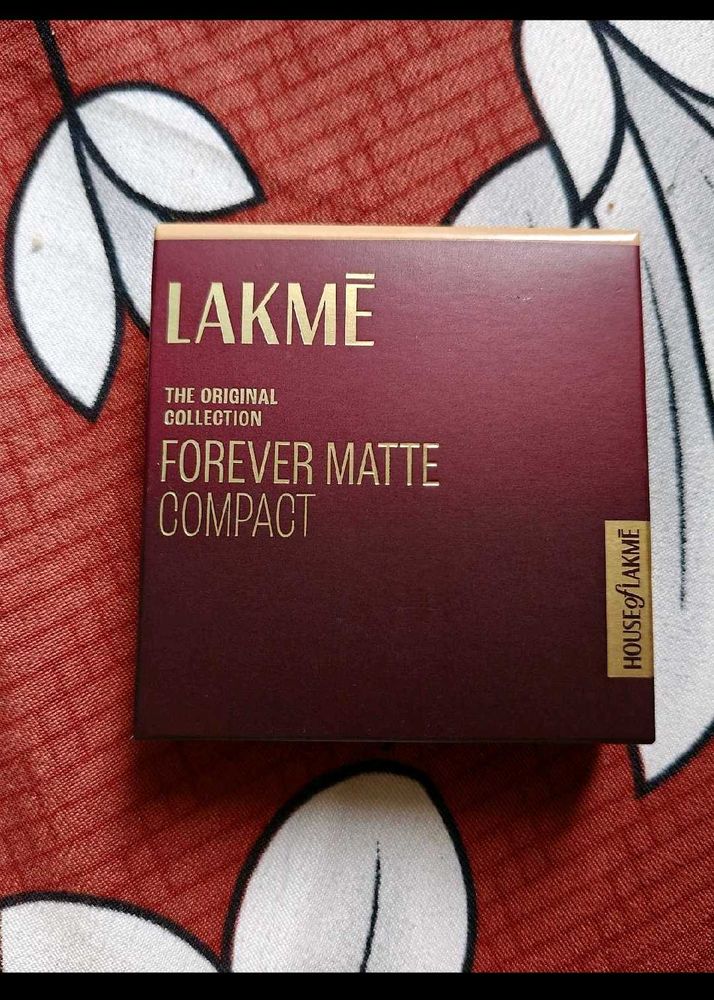 LAKMĒ
THE ORIGINAL
COLLECTION
FOREVER MATTE
COMPACT
HOUSE of LAKMĒ